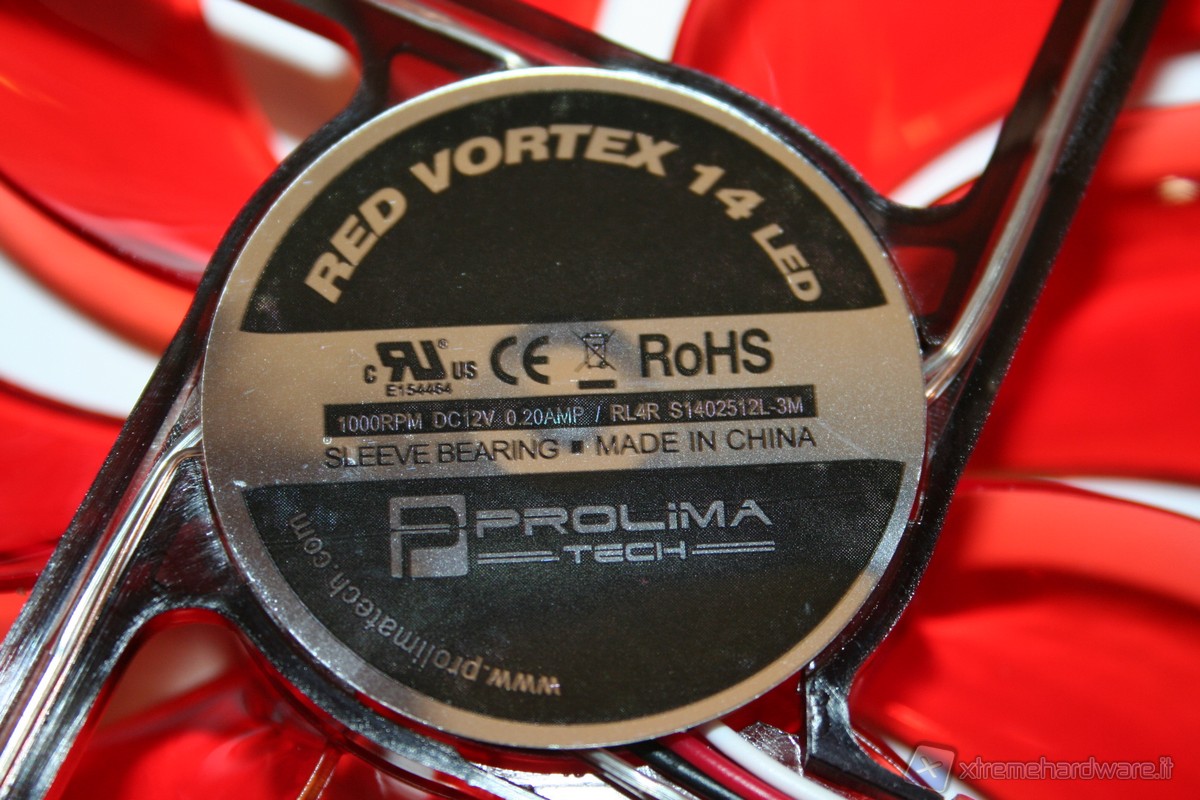 RED VORTEX 14 LED
c RU ® US CE RoHS
E154464
1000RPM DC12V 0.20AMP / RL4R S1402512L-3M
SLEEVE BEARING ■ MADE IN CHINA
PROLiMA
TECH
www.prolimatech.com
xtremehardware.it